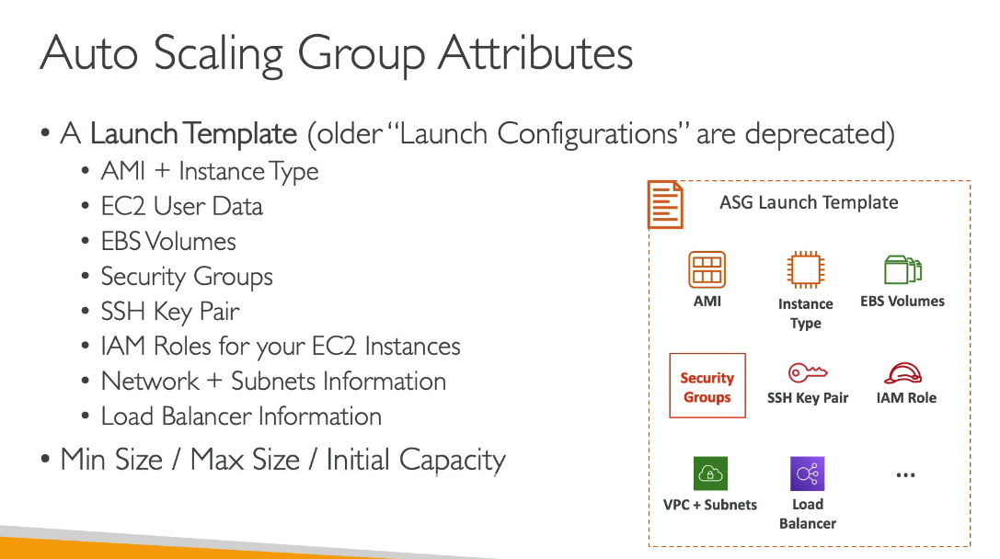 Auto Scaling Group Attributes
• A Launch Template (older “Launch Configurations” are deprecated)
• AMI + Instance Type
• EC2 User Data
• EBS Volumes
• Security Groups
• SSH Key Pair
• IAM Roles for your EC2 Instances
• Network + Subnets Information
• Load Balancer Information
• Min Size / Max Size / Initial Capacity
ASG Launch Template
AMI
Instance
Type
EBS Volumes
Security
Groups
SSH Key Pair
IAM Role
VPC + Subnets
Load
Balancer
...